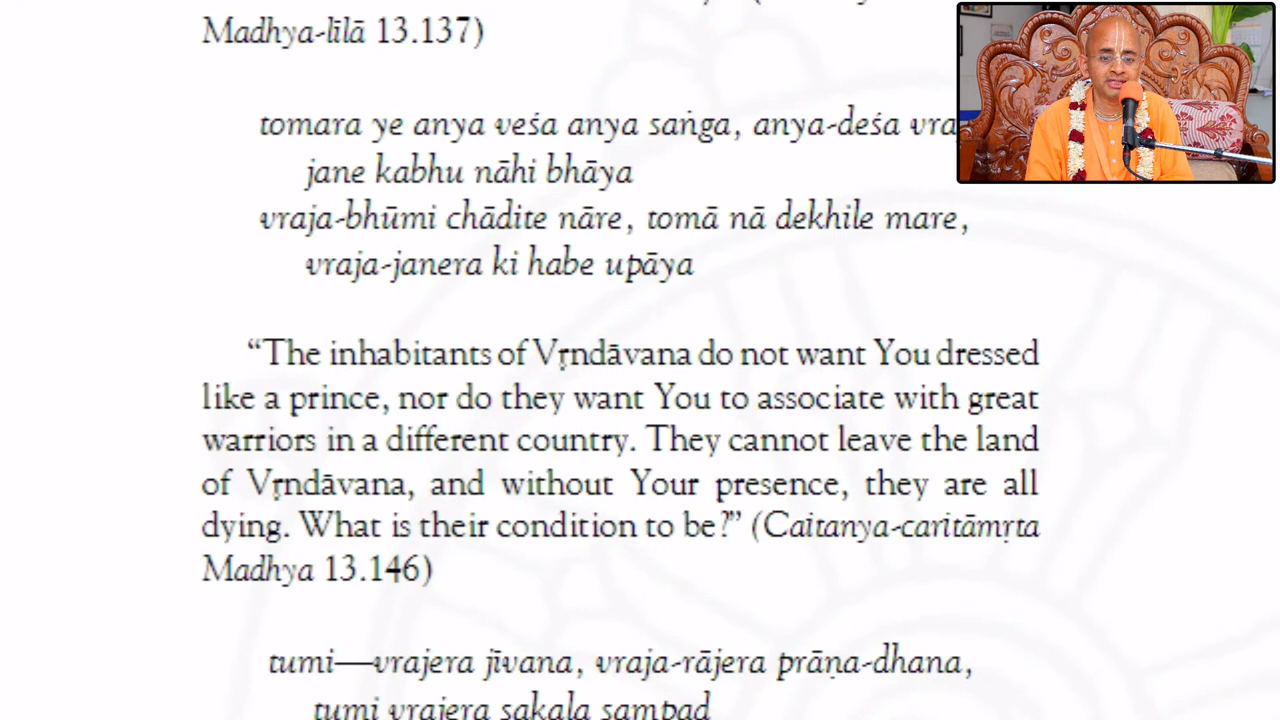 Madhya-līlā 13.137)
tomara ye anya veśa anya saṅga, anya-deśa vra
jane kabhu nāhi bhāya
vraja-bhūmi chādite nāre, tomā nā dekhile mare,
vraja-janera ki habe upāya
“The inhabitants of Vṛndāvana do not want You dressed
like a prince, nor do they want You to associate with great
warriors in a different country. They cannot leave the land
of Vṛndāvana, and without Your presence, they are all
dying. What is their condition to be?” (Caitanya-caritāmṛta
Madhya 13.146)
tumi—vrajera jīvana, vraja-rājera prāṇa-dhana,
tumi vrajera sakala sampad